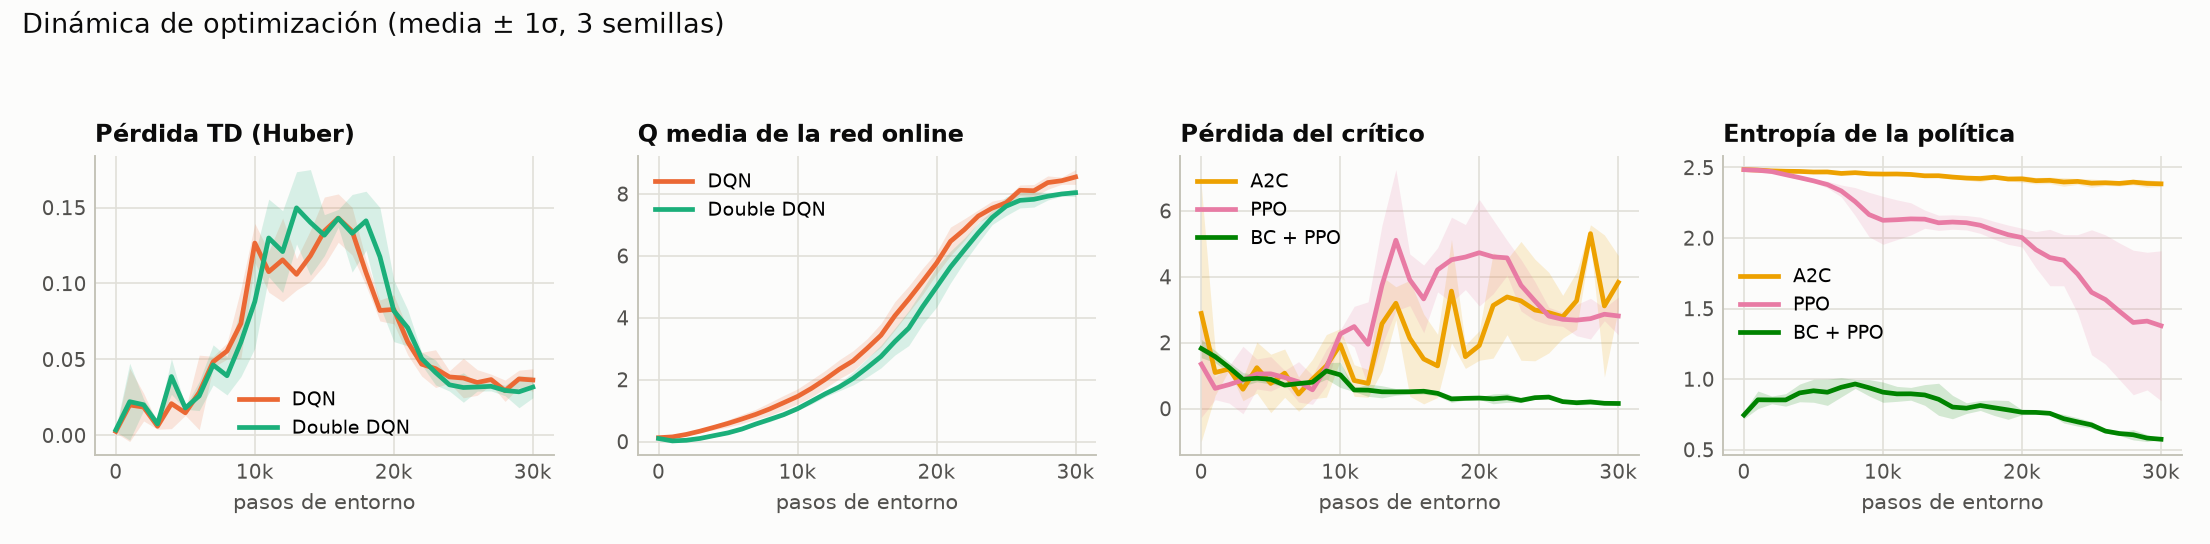 Dinámica de optimización (media ± 1σ, 3 semillas)
Pérdida TD (Huber)
0.15
0.10
0.05
0.00
DQN
Double DQN
0
10k
20k
30k
pasos de entorno
Q media de la red online
8
6
4
2
0
DQN
Double DQN
0
10k
20k
30k
pasos de entorno
Pérdida del crítico
6
4
2
0
A2C
PPO
BC + PPO
0
10k
20k
30k
pasos de entorno
Entropía de la política
2.5
2.0
1.5
1.0
0.5
A2C
PPO
BC + PPO
0
10k
20k
30k
pasos de entorno